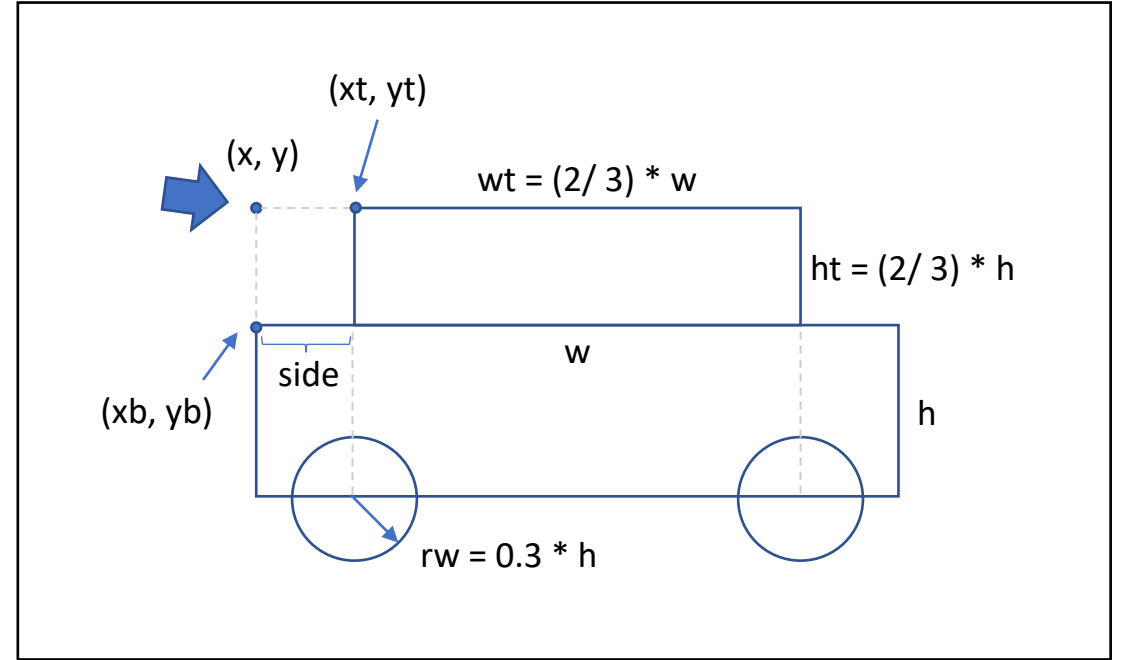 (xt, yt)
(x, y)
wt = (2/ 3) * w
ht = (2/ 3) * h
w
side
(xb, yb)
h
rw = 0.3 * h